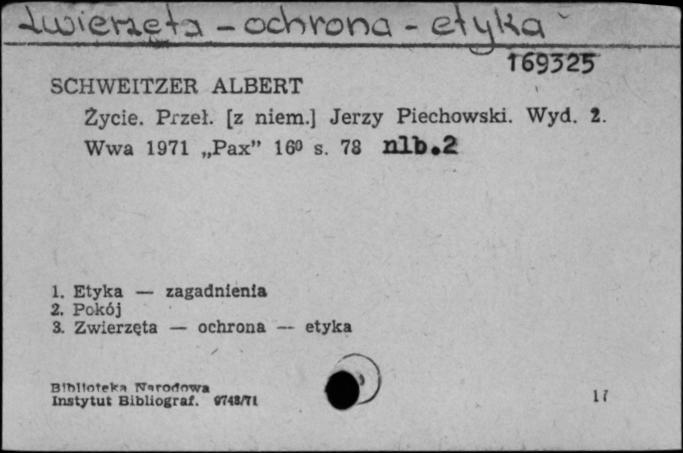 Zwierzęta - ochrona - etyka
169325
SCHWEITZER ALBERT
Życie. Przeł. [z niem.] Jerzy Piechowski. Wyd. 2.
Wwa 1971 „Pax” 16⁰ s. 78 nlb.2
1. Etyka — zagadnienia
2. Pokój
3. Zwierzęta — ochrona — etyka
Biblioteka Narodowa
Instytut Bibliograf. 9748/71
17